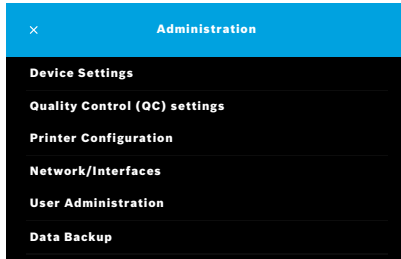 × Administration
Device Settings
Quality Control (QC) settings
Printer Configuration
Network/Interfaces
User Administration
Data Backup